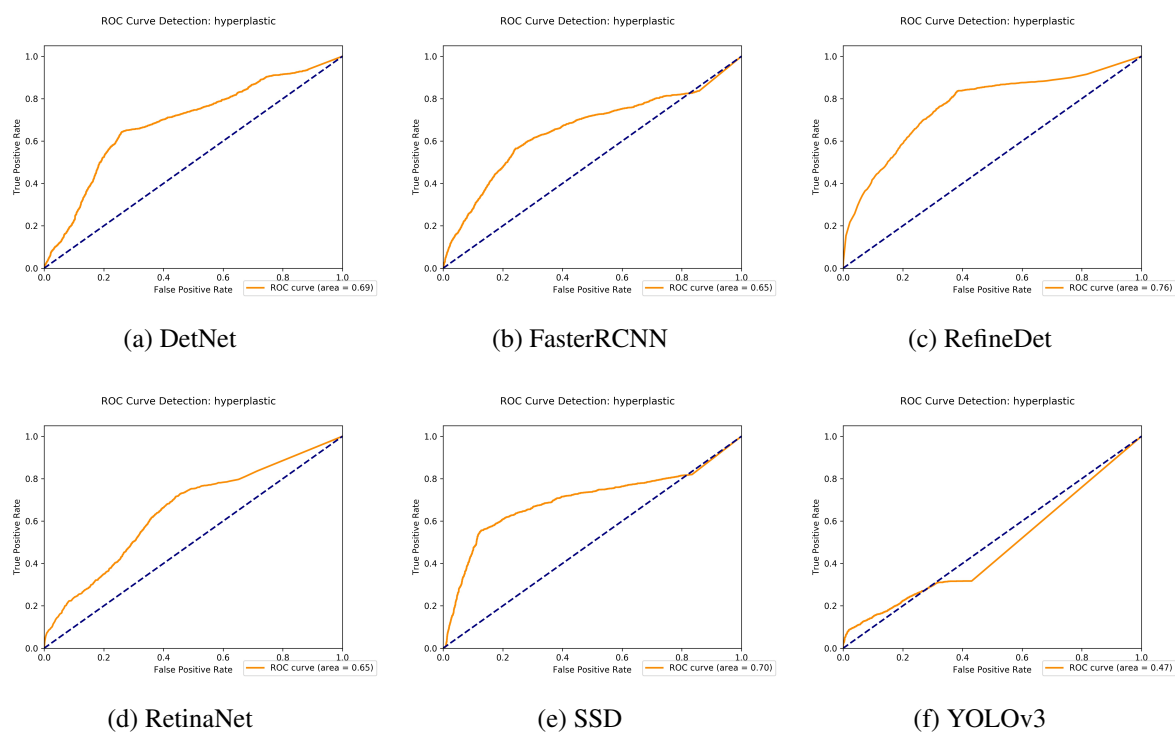 ROC Curve Detection: hyperplastic
1.0
0.8
0.6
0.4
0.2
0.0
True Positive Rate
0.0 0.2 0.4 0.6 0.8 1.0
False Positive Rate
ROC curve (area = 0.69)
(a) DetNet
ROC Curve Detection: hyperplastic
1.0
0.8
0.6
0.4
0.2
0.0
True Positive Rate
0.0 0.2 0.4 0.6 0.8 1.0
False Positive Rate
ROC curve (area = 0.65)
(b) FasterRCNN
ROC Curve Detection: hyperplastic
1.0
0.8
0.6
0.4
0.2
0.0
True Positive Rate
0.0 0.2 0.4 0.6 0.8 1.0
False Positive Rate
ROC curve (area = 0.76)
(c) RefineDet
ROC Curve Detection: hyperplastic
1.0
0.8
0.6
0.4
0.2
0.0
True Positive Rate
0.0 0.2 0.4 0.6 0.8 1.0
False Positive Rate
ROC curve (area = 0.65)
(d) RetinaNet
ROC Curve Detection: hyperplastic
1.0
0.8
0.6
0.4
0.2
0.0
True Positive Rate
0.0 0.2 0.4 0.6 0.8 1.0
False Positive Rate
ROC curve (area = 0.70)
(e) SSD
ROC Curve Detection: hyperplastic
1.0
0.8
0.6
0.4
0.2
0.0
True Positive Rate
0.0 0.2 0.4 0.6 0.8 1.0
False Positive Rate
ROC curve (area = 0.47)
(f) YOLOv3